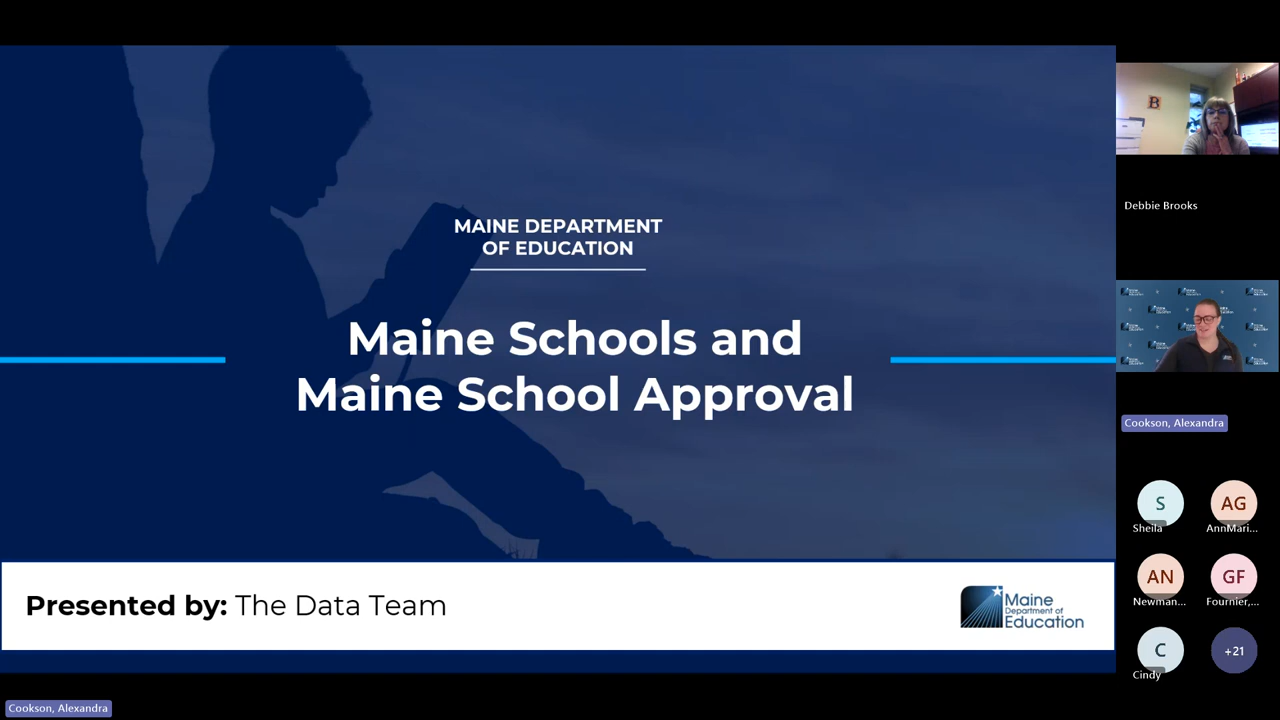 MAINE DEPARTMENT
OF EDUCATION
Maine Schools and
Maine School Approval
Presented by: The Data Team
Maine
Department of
Education
Cookson, Alexandra
B
Debbie Brooks
Cookson, Alexandra
S
AG
Sheila
AnnMari...
AN
GF
Newman...
Fournier,...
C
+21
Cindy